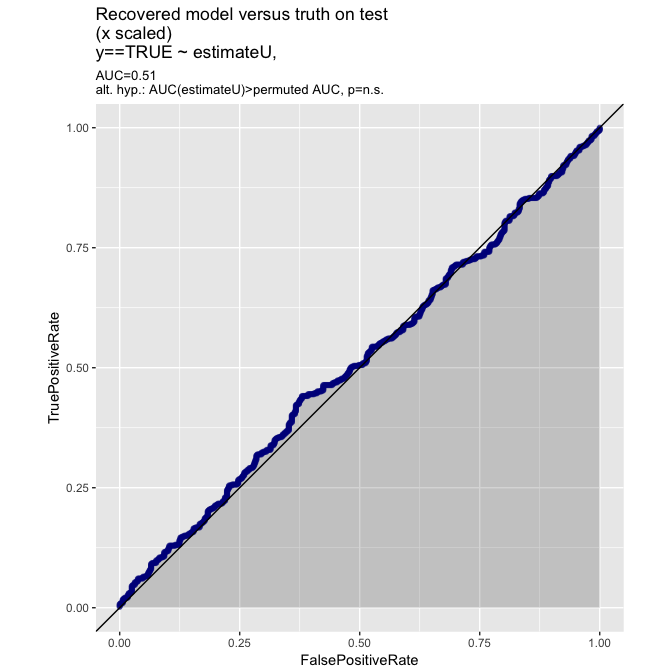 Recovered model versus truth on test
(x scaled)
y==TRUE ~ estimateU,
AUC=0.51
alt. hyp.: AUC(estimateU)>permuted AUC, p=n.s.
1.00
0.75
0.50
0.25
0.00
TruePositiveRate
0.00 0.25 0.50 0.75 1.00
FalsePositiveRate